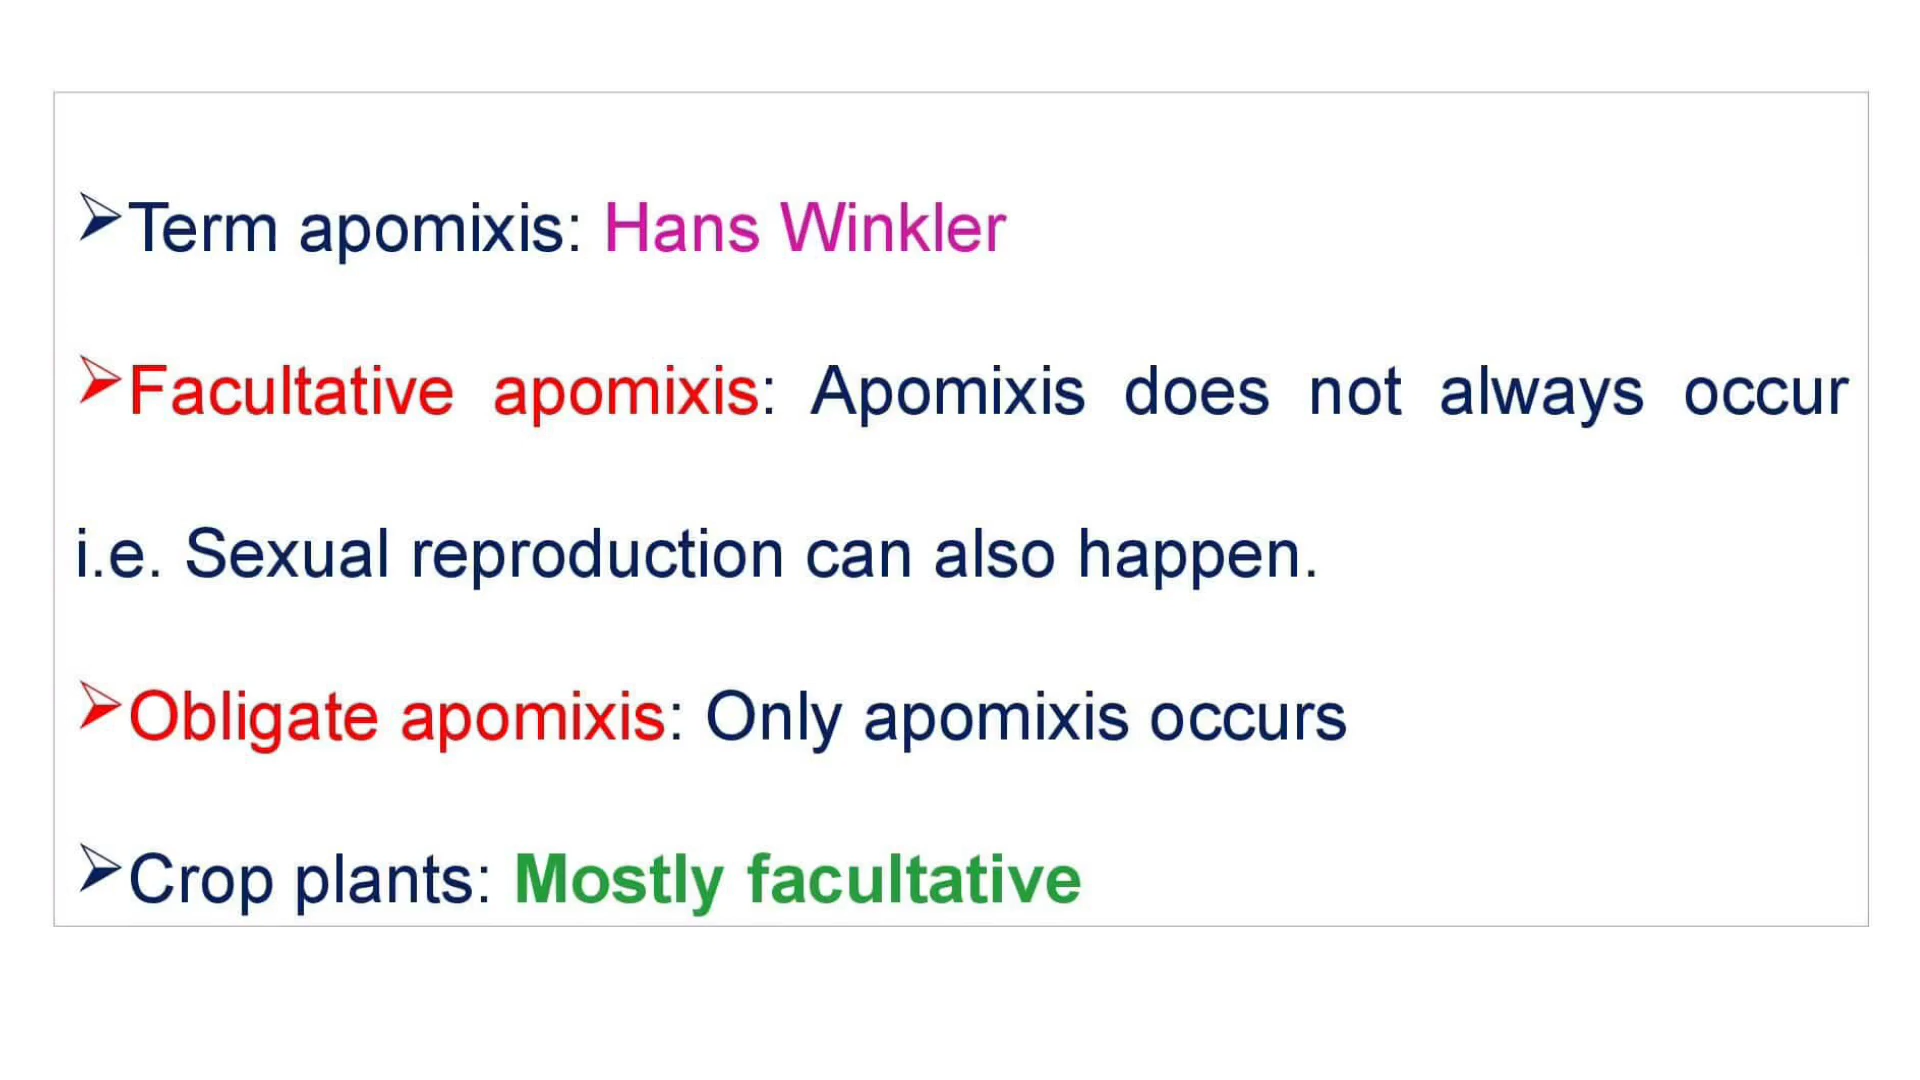 ➢Term apomixis: Hans Winkler
➢Facultative apomixis: Apomixis does not always occur
i.e. Sexual reproduction can also happen.
➢Obligate apomixis: Only apomixis occurs
➢Crop plants: Mostly facultative